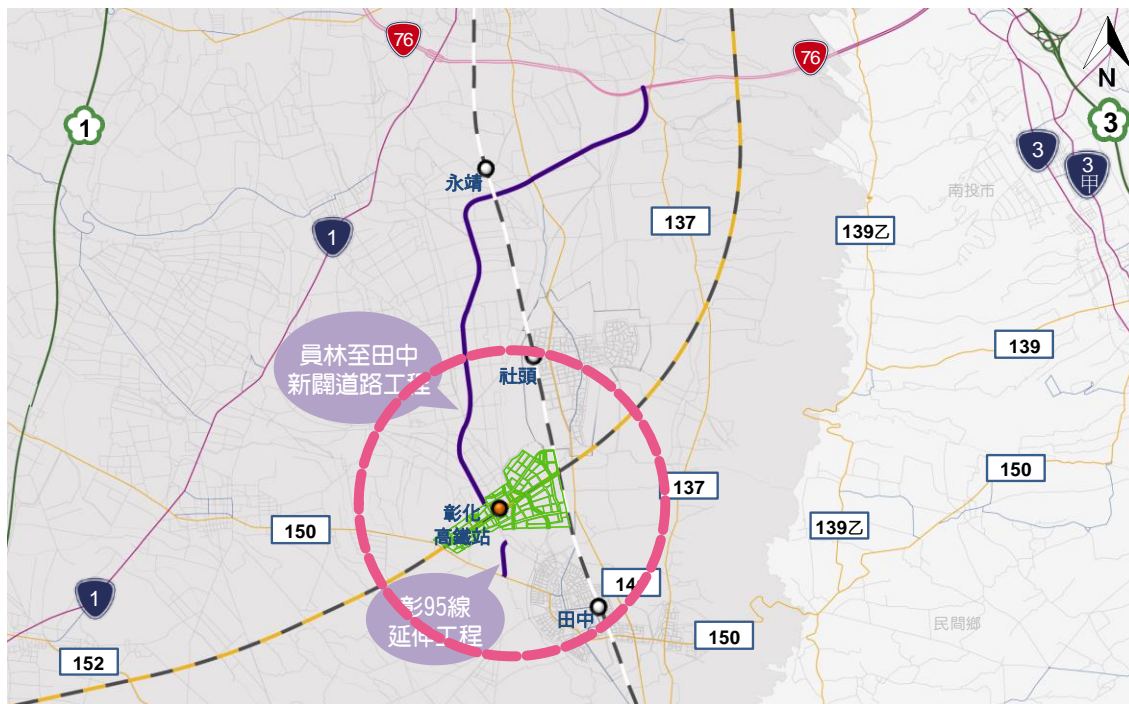 76
76
N
1
3
3
3
甲
永靖
南投市
137
139乙
1
139
員林至田中
新闢道路工程
社頭
150
137
彰化
高鐵站
150
139乙
1
彰95線
延伸工程
14
田中
150
民間鄉
152